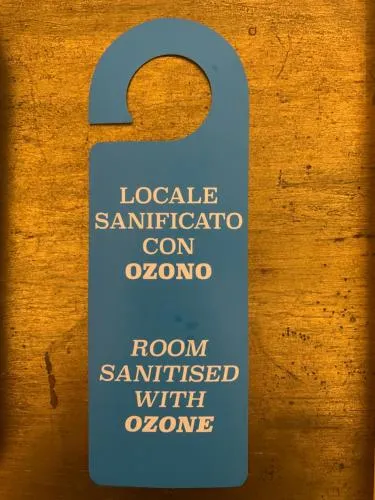 LOCALE
SANIFICATO
CON
OZONO
ROOM
SANITISED
WITH
OZONE